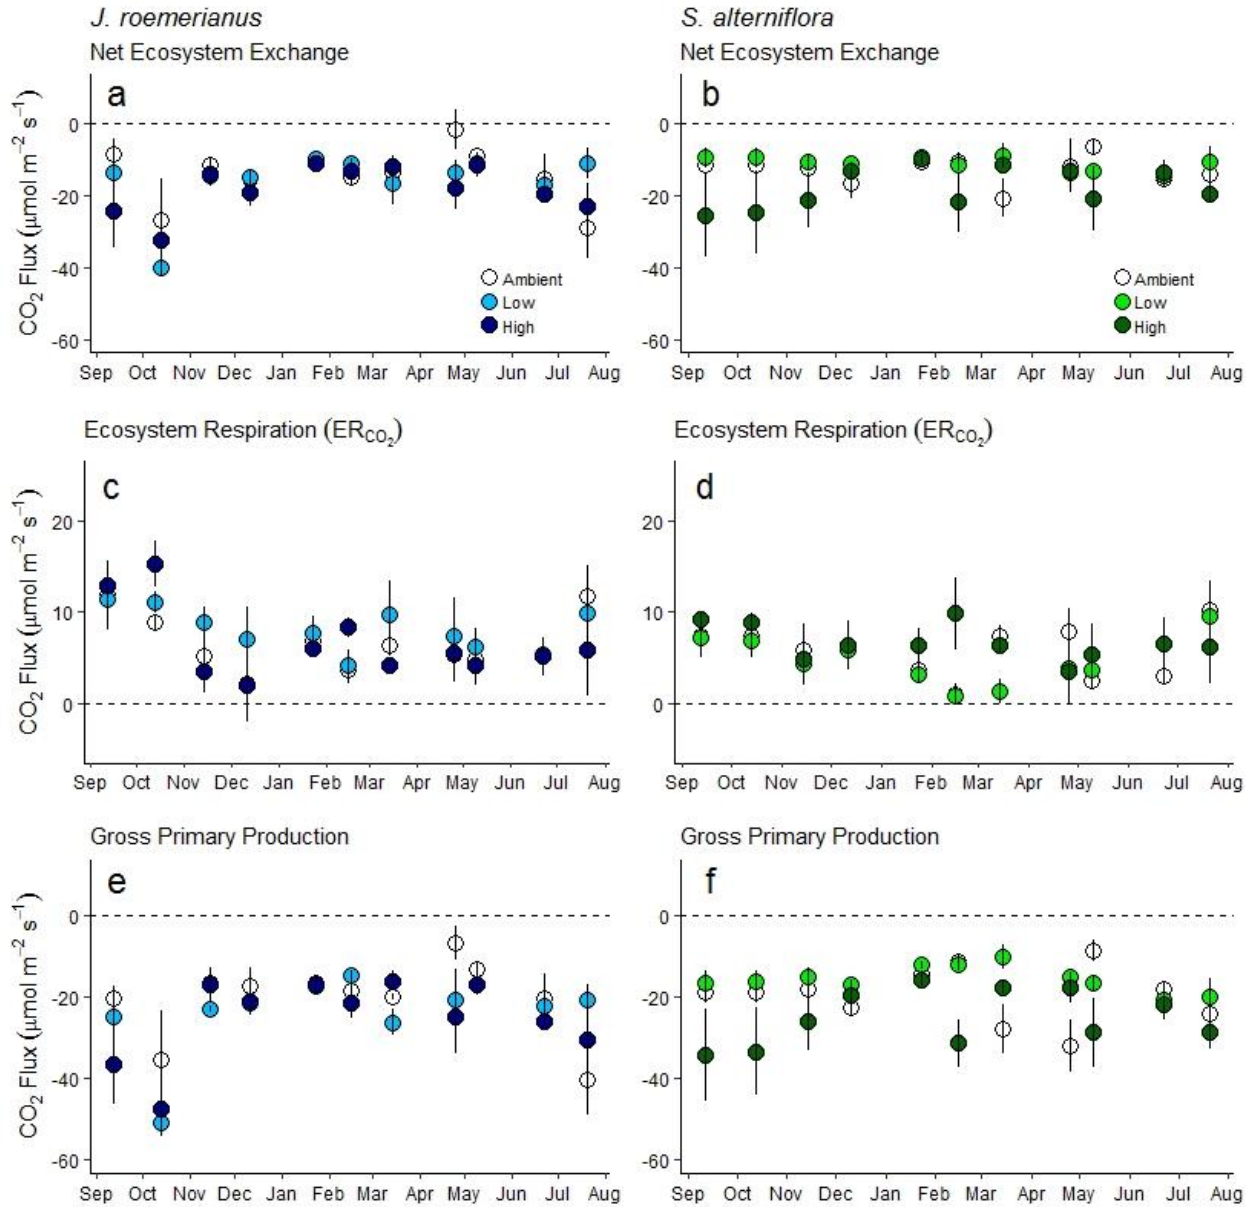 J. roemerianus
Net Ecosystem Exchange
a
CO₂ Flux (μmol m⁻² s⁻¹)
0
-20
-40
-60
Ambient
Low
High
Sep Oct Nov Dec Jan Feb Mar Apr May Jun Jul Aug
S. alterniflora
Net Ecosystem Exchange
b
0
-20
-40
-60
Ambient
Low
High
Sep Oct Nov Dec Jan Feb Mar Apr May Jun Jul Aug
Ecosystem Respiration (ER_CO₂)
c
CO₂ Flux (μmol m⁻² s⁻¹)
20
10
0
Sep Oct Nov Dec Jan Feb Mar Apr May Jun Jul Aug
Ecosystem Respiration (ER_CO₂)
d
20
10
0
Sep Oct Nov Dec Jan Feb Mar Apr May Jun Jul Aug
Gross Primary Production
e
CO₂ Flux (μmol m⁻² s⁻¹)
0
-20
-40
-60
Sep Oct Nov Dec Jan Feb Mar Apr May Jun Jul Aug
Gross Primary Production
f
0
-20
-40
-60
Sep Oct Nov Dec Jan Feb Mar Apr May Jun Jul Aug